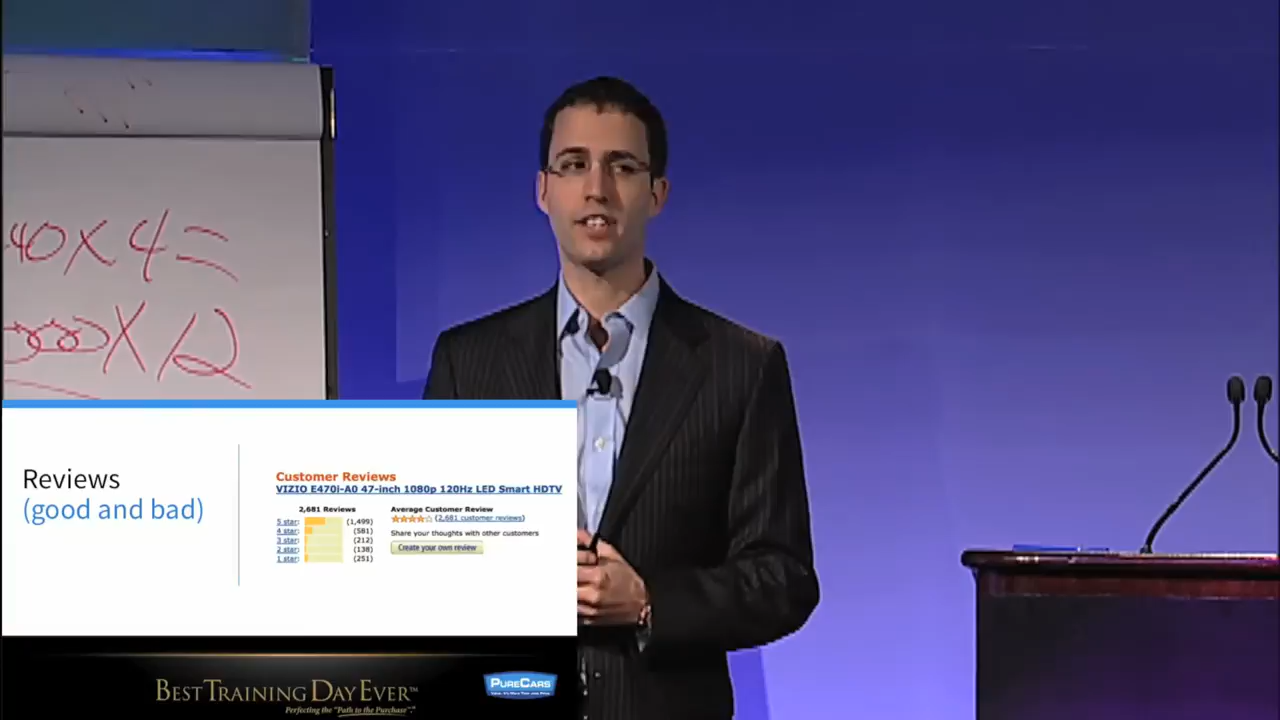 40 X 4 =
X 12
Reviews
(good and bad)
Customer Reviews
VIZIO E470i-A0 47-inch 1080p 120Hz LED Smart HDTV
2,681 Reviews
5 star: (1,499)
4 star: (581)
3 star: (212)
2 star: (138)
1 star: (251)
Average Customer Review
(2,681 customer reviews)
Share your thoughts with other customers
Create your own review
BEST TRAINING DAY EVER™
Perfecting the "Path to the Purchase".™
PURECARS